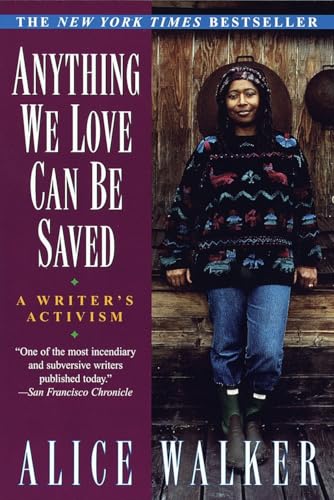 THE NEW YORK TIMES BESTSELLER
ANYTHING
WE LOVE
CAN BE
SAVED
A WRITER'S
ACTIVISM
"One of the most incendiary
and subversive writers
published today."
—San Francisco Chronicle
ALICE WALKER